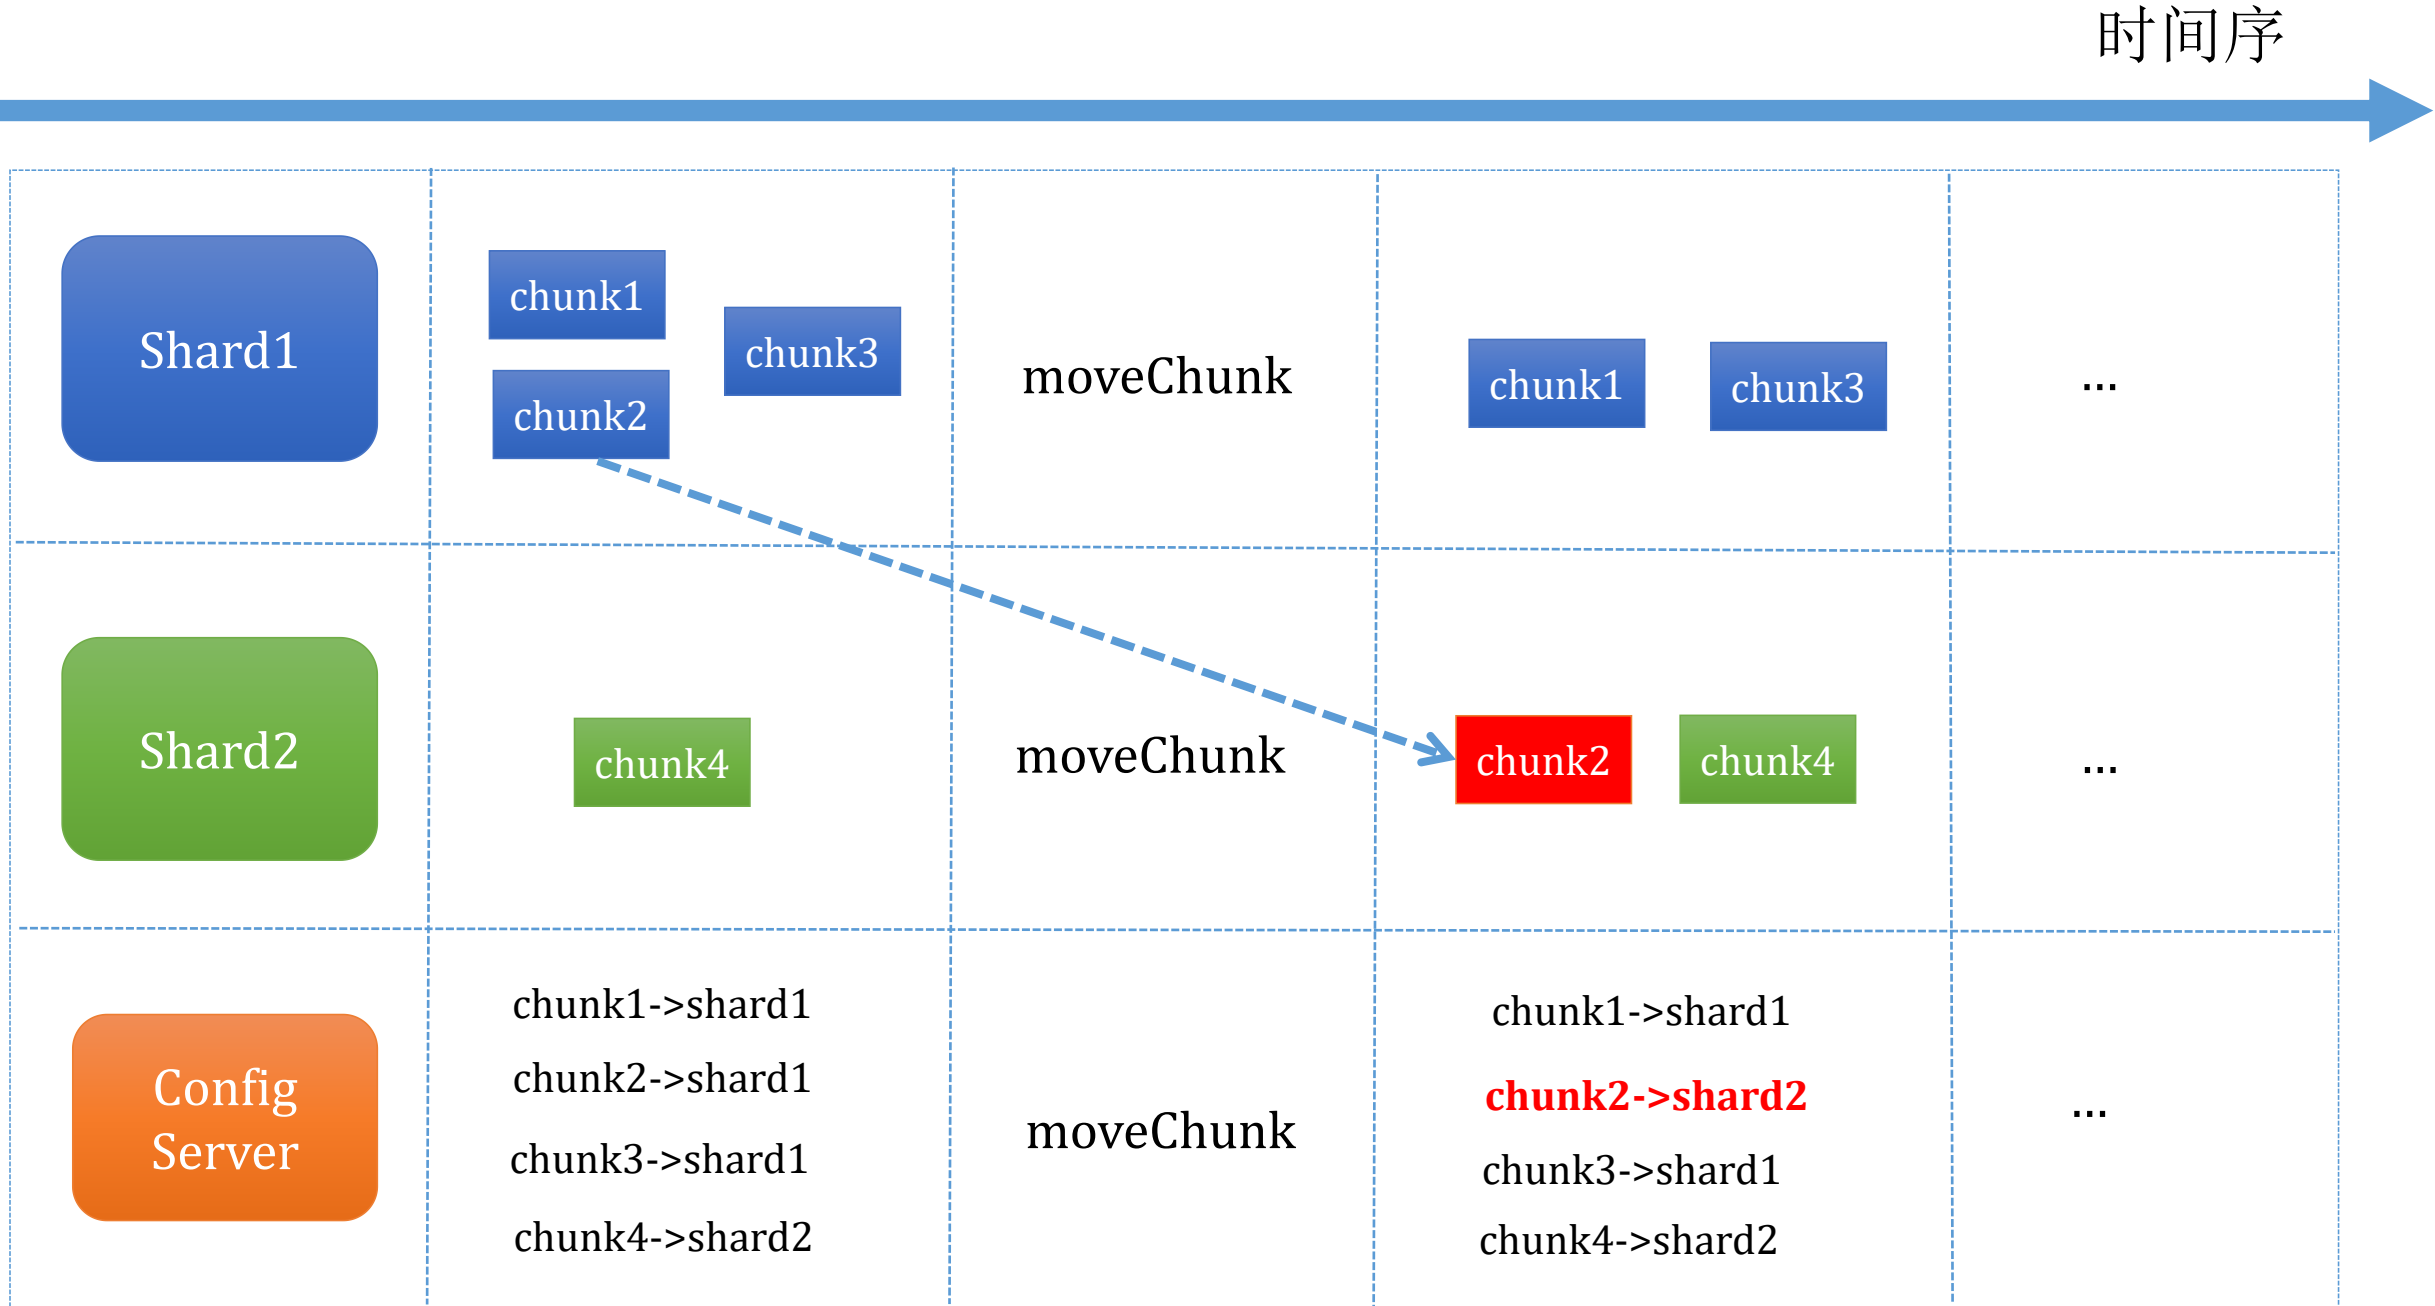 时间序
Shard1
chunk1
chunk2
chunk3
moveChunk
chunk1
chunk3
...
Shard2
chunk4
moveChunk
chunk2
chunk4
...
Config
Server
chunk1->shard1
chunk2->shard1
chunk3->shard1
chunk4->shard2
moveChunk
chunk1->shard1
chunk2->shard2
chunk3->shard1
chunk4->shard2
...